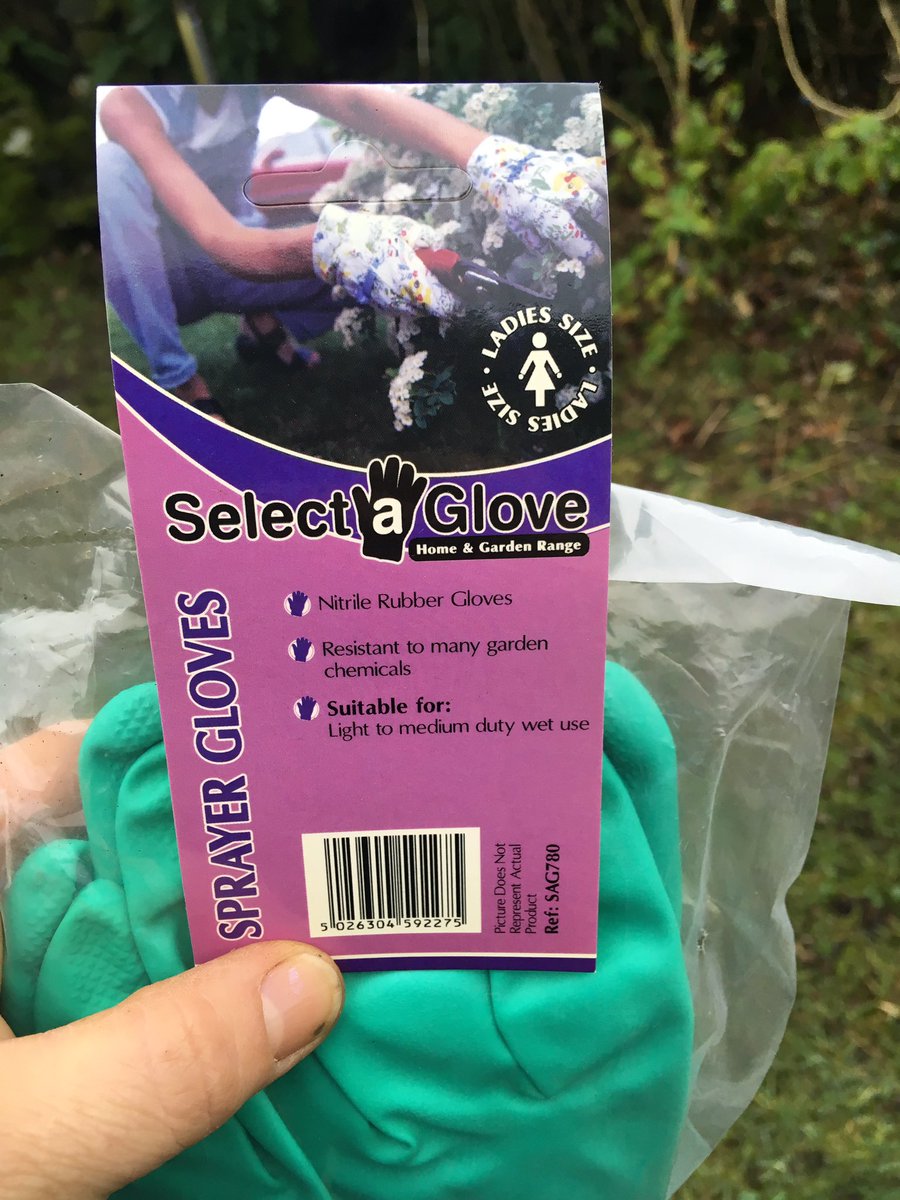 LADIES SIZE • LADIES SIZE •
Select a Glove
Home & Garden Range
SPRAYER GLOVES
Nitrile Rubber Gloves
Resistant to many garden
chemicals
Suitable for:
Light to medium duty wet use
5 026304 592275
Picture Does Not
Represent Actual
Product
Ref: SAG780